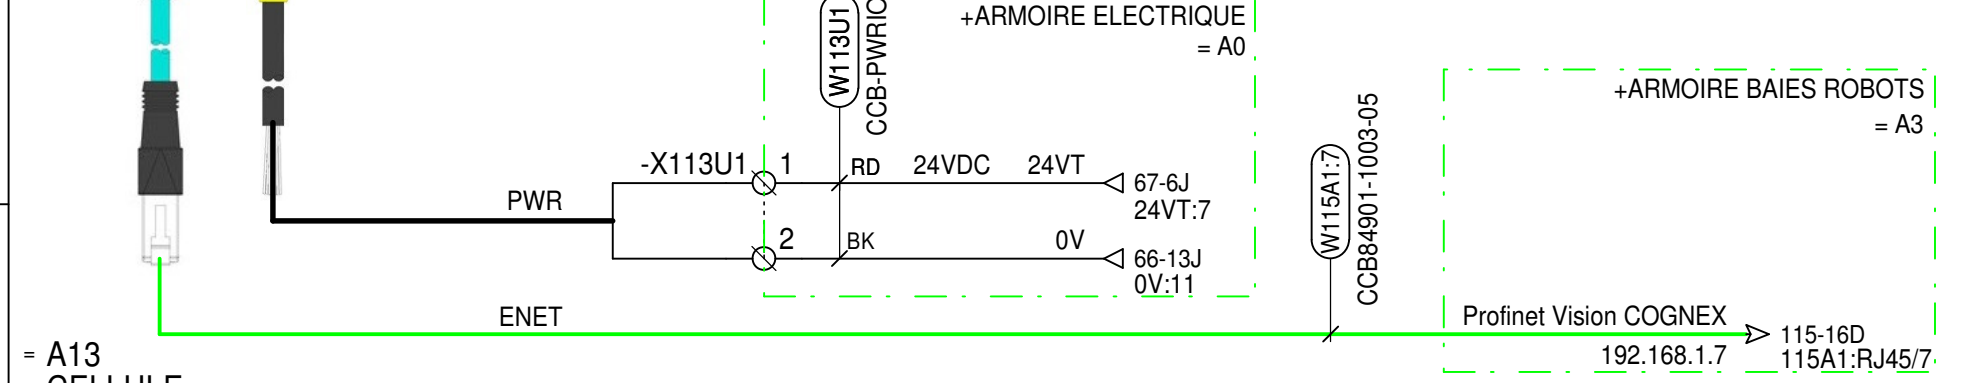 +ARMOIRE ELECTRIQUE
= A0
W113U1
CCB-PWRIO
+ARMOIRE BAIES ROBOTS
= A3
-X113U1
1
RD
24VDC
24VT
67-6J
24VT:7
PWR
2
BK
0V
66-13J
0V:11
W115A1:7
CCB84901-1003-05
ENET
Profinet Vision COGNEX
192.168.1.7
115-16D
115A1:RJ45/7
= A13
CELLULE